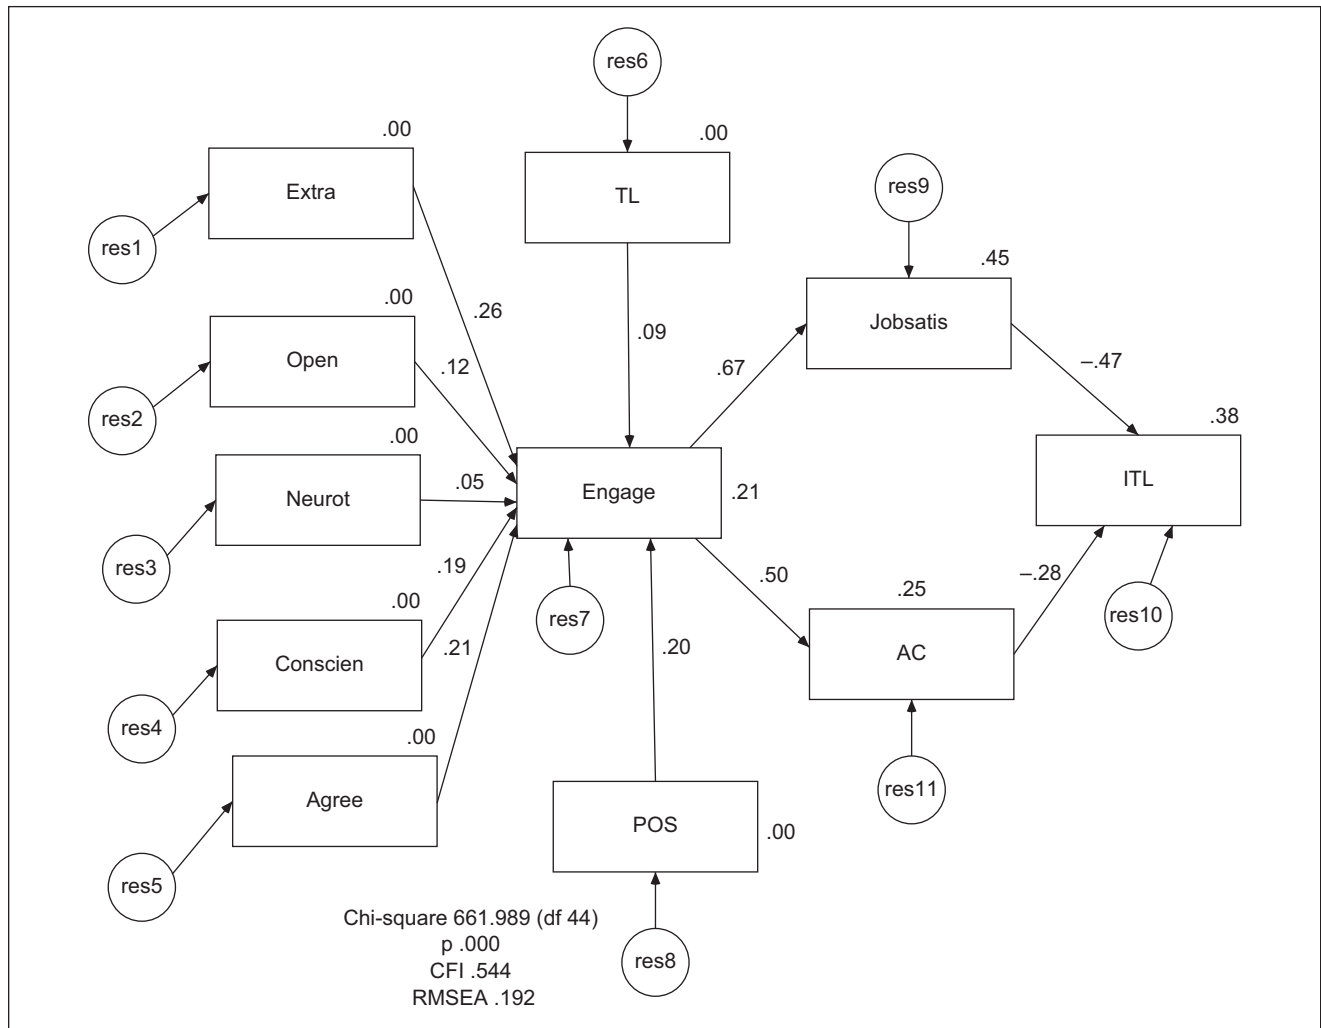 res6
.00
.00
Extra
TL
res9
res1
.45
.00
.26
Jobsatis
Open
.09
.12
.67
–.47
res2
.00
.38
.05
Neurot
Engage
.21
ITL
res3
.19
.50
–.28
.00
.25
res7
res10
Conscien
.21
.20
AC
res4
.00
Agree
res11
POS
.00
res5
Chi-square 661.989 (df 44)
p .000
CFI .544
RMSEA .192
res8